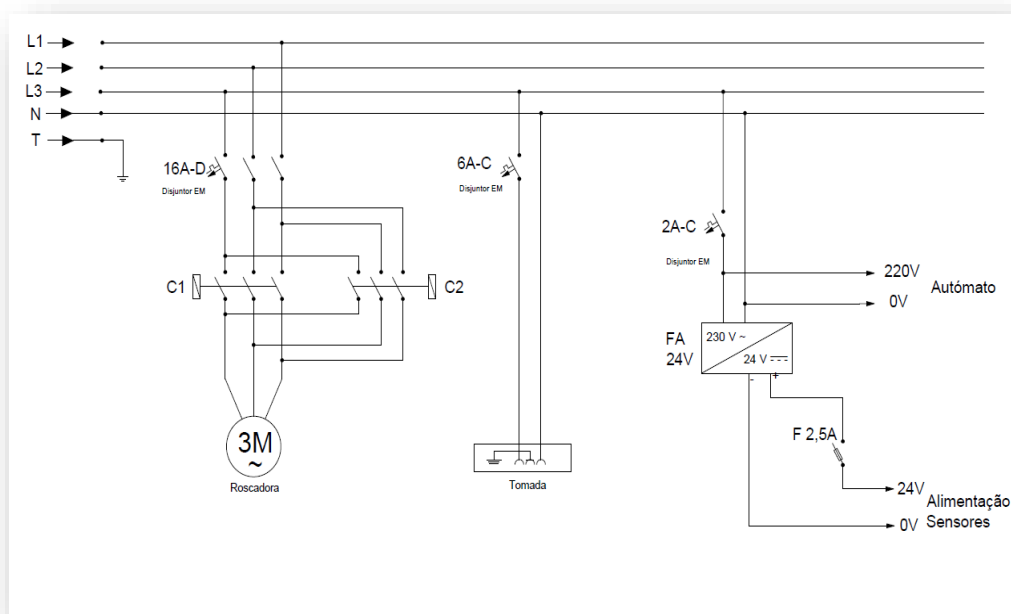 L1
L2
L3
N
T
16A-D
Disjuntor EM
6A-C
Disjuntor EM
2A-C
Disjuntor EM
C1
C2
220V
0V
Autómato
FA
24V
230 V ~
24 V
-
+
F 2,5A
3M
~
Roscadora
Tomada
24V
0V
Alimentação
Sensores